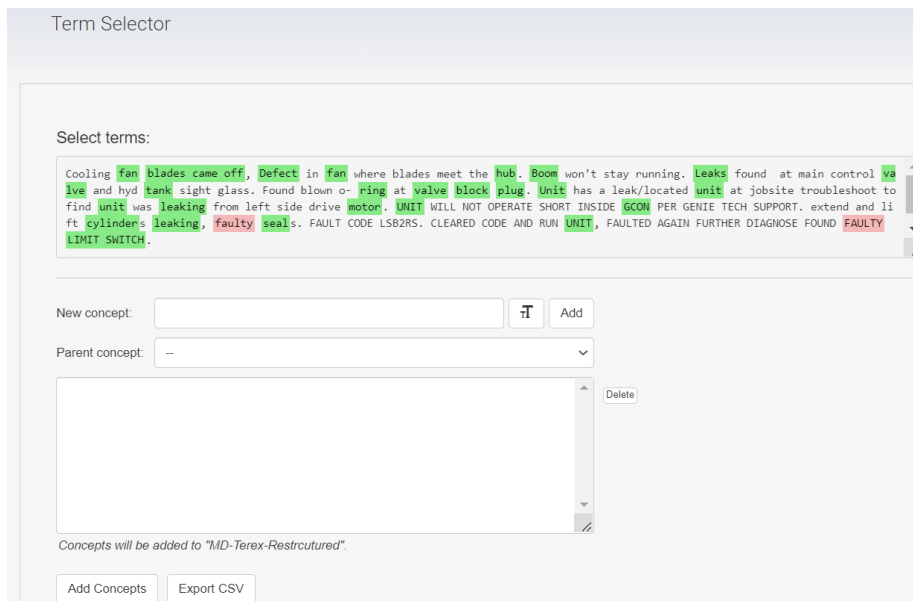 Term Selector
Select terms:
Cooling fan blades came off, Defect in fan where blades meet the hub. Boom won't stay running. Leaks found  at main control va
lve and hyd tank sight glass. Found blown o- ring at valve block plug. Unit has a leak/located unit at jobsite troubleshoot to
find unit was leaking from left side drive motor. UNIT WILL NOT OPERATE SHORT INSIDE GCON PER GENIE TECH SUPPORT. extend and li
ft cylinders leaking, faulty seals. FAULT CODE LSB2RS. CLEARED CODE AND RUN UNIT, FAULTED AGAIN FURTHER DIAGNOSE FOUND FAULTY
LIMIT SWITCH.
New concept:
TT Add
Parent concept: --
Delete
Concepts will be added to "MD-Terex-Restrcutured".
Add Concepts Export CSV